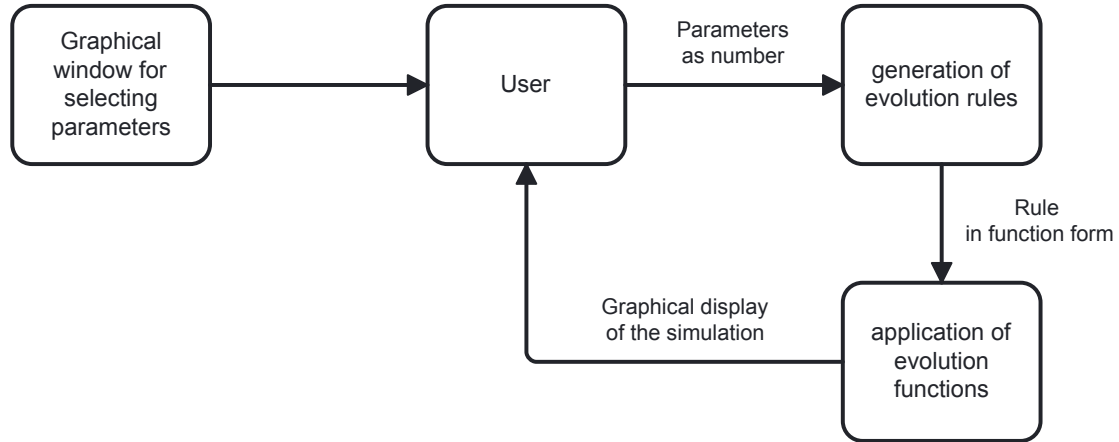 Graphical
window for
selecting
parameters
User
Parameters
as number
generation of
evolution rules
Rule
in function form
Graphical display
of the simulation
application of
evolution
functions